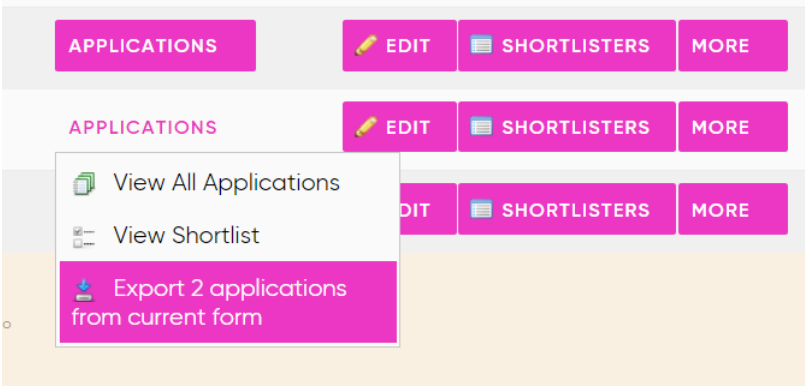 APPLICATIONS EDIT SHORTLISTERS MORE
APPLICATIONS EDIT SHORTLISTERS MORE
View All Applications
DIT SHORTLISTERS MORE
View Shortlist
Export 2 applications
from current form